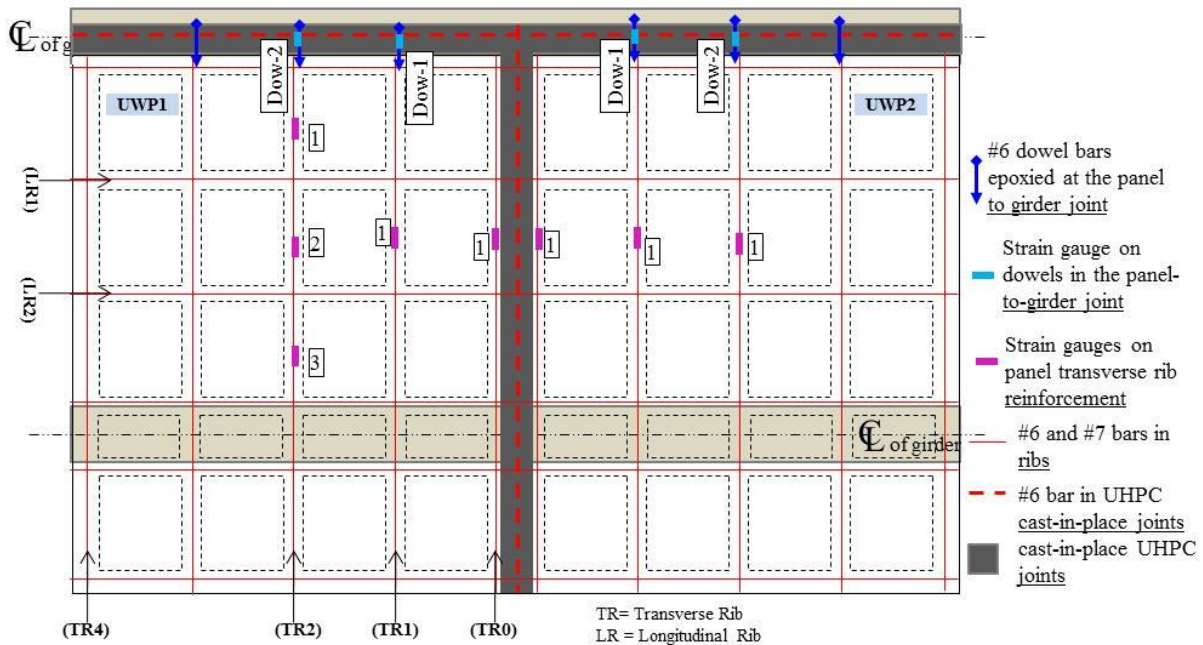 ℄ of g
Dow-2
Dow-1
Dow-1
Dow-2
UWP1
UWP2
1
(LR1)
1
2
1
1
1
1
(LR2)
3
℄ of girder
(TR4)
(TR2)
(TR1)
(TR0)
TR= Transverse Rib
LR = Longitudinal Rib
#6 dowel bars
epoxied at the panel
to girder joint
Strain gauge on
dowels in the panel-
to-girder joint
Strain gauges on
panel transverse rib
reinforcement
#6 and #7 bars in
ribs
#6 bar in UHPC
cast-in-place joints
cast-in-place UHPC
joints